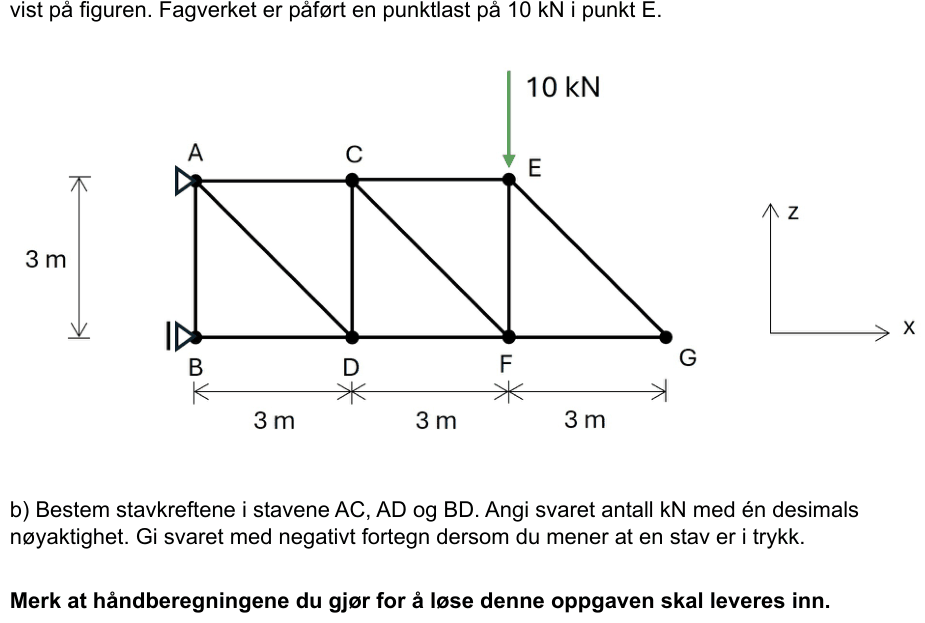 vist på figuren. Fagverket er påført en punktlast på 10 kN i punkt E.
10 kN
A
C
E
z
3 m
x
B
D
F
G
3 m
3 m
3 m
b) Bestem stavkreftene i stavene AC, AD og BD. Angi svaret antall kN med én desimals
nøyaktighet. Gi svaret med negativt fortegn dersom du mener at en stav er i trykk.
Merk at håndberegningene du gjør for å løse denne oppgaven skal leveres inn.